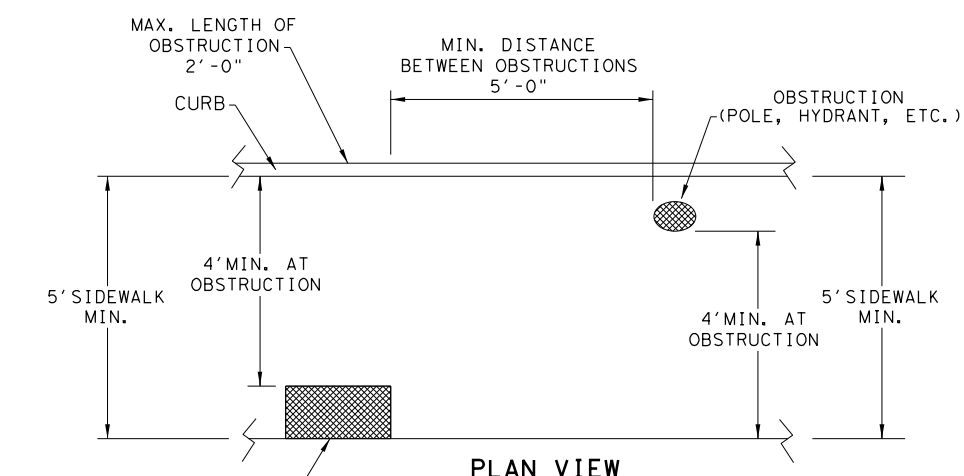 MAX. LENGTH OF
OBSTRUCTION
2'-0"
MIN. DISTANCE
BETWEEN OBSTRUCTIONS
5'-0"
CURB
OBSTRUCTION
(POLE, HYDRANT, ETC.)
4'MIN. AT
OBSTRUCTION
5'SIDEWALK
MIN.
4'MIN. AT
OBSTRUCTION
5'SIDEWALK
MIN.
PLAN VIEW